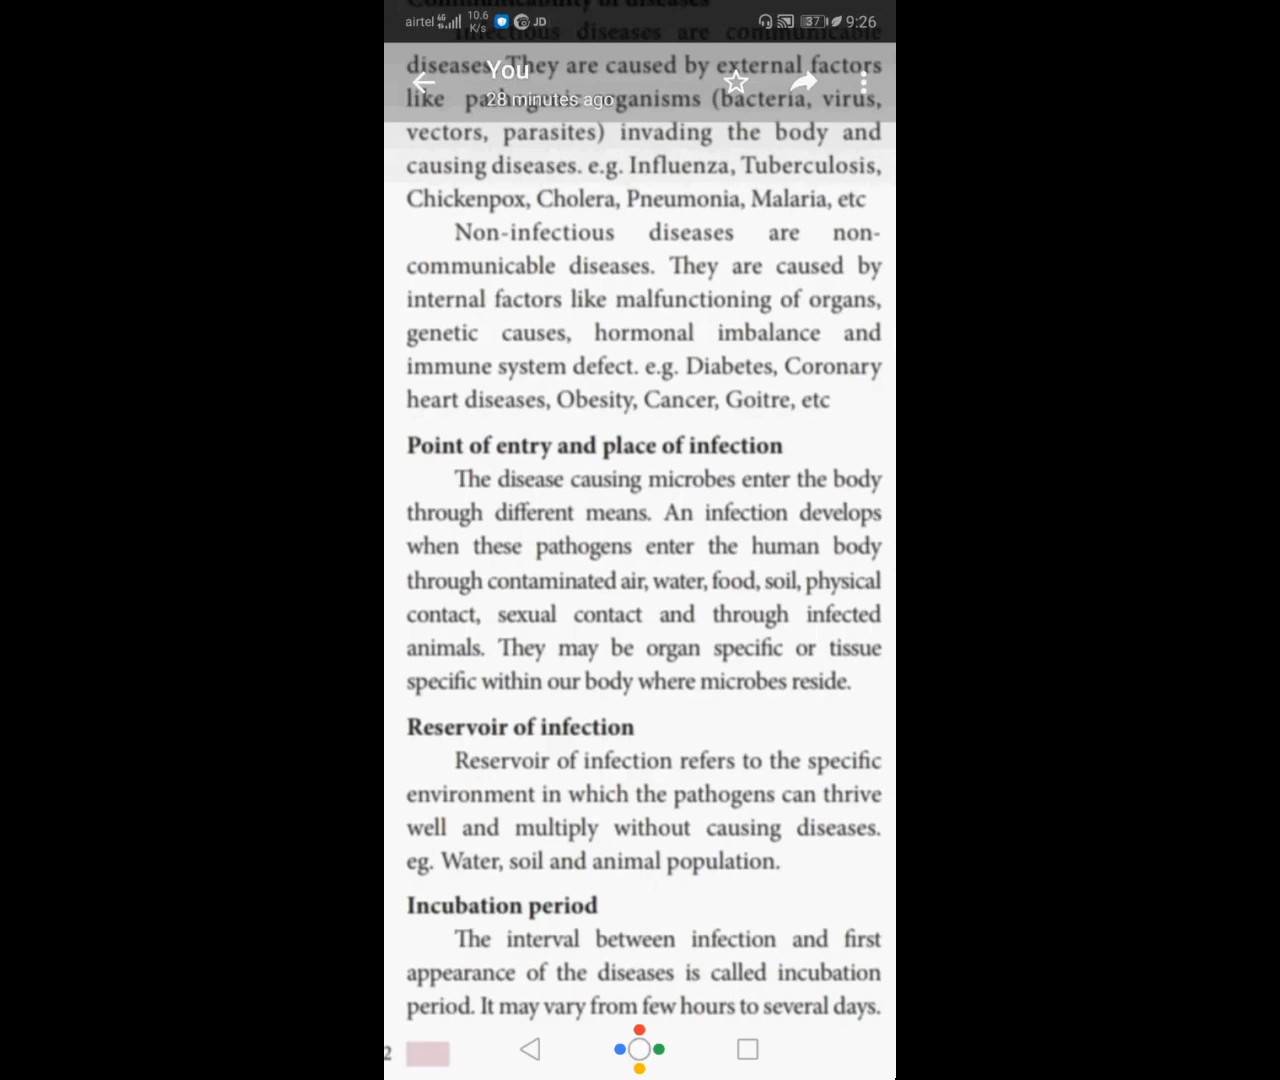 Communicability of diseases
airtel 4G 10.6 K/s JD 37 9:26
Infectious diseases are communicable
diseases. They are caused by external factors
You
28 minutes ago
like pathogenic organisms (bacteria, virus,
vectors, parasites) invading the body and
causing diseases. e.g. Influenza, Tuberculosis,
Chickenpox, Cholera, Pneumonia, Malaria, etc
Non-infectious diseases are non-
communicable diseases. They are caused by
internal factors like malfunctioning of organs,
genetic causes, hormonal imbalance and
immune system defect. e.g. Diabetes, Coronary
heart diseases, Obesity, Cancer, Goitre, etc
Point of entry and place of infection
The disease causing microbes enter the body
through different means. An infection develops
when these pathogens enter the human body
through contaminated air, water, food, soil, physical
contact, sexual contact and through infected
animals. They may be organ specific or tissue
specific within our body where microbes reside.
Reservoir of infection
Reservoir of infection refers to the specific
environment in which the pathogens can thrive
well and multiply without causing diseases.
eg. Water, soil and animal population.
Incubation period
The interval between infection and first
appearance of the diseases is called incubation
period. It may vary from few hours to several days.
2